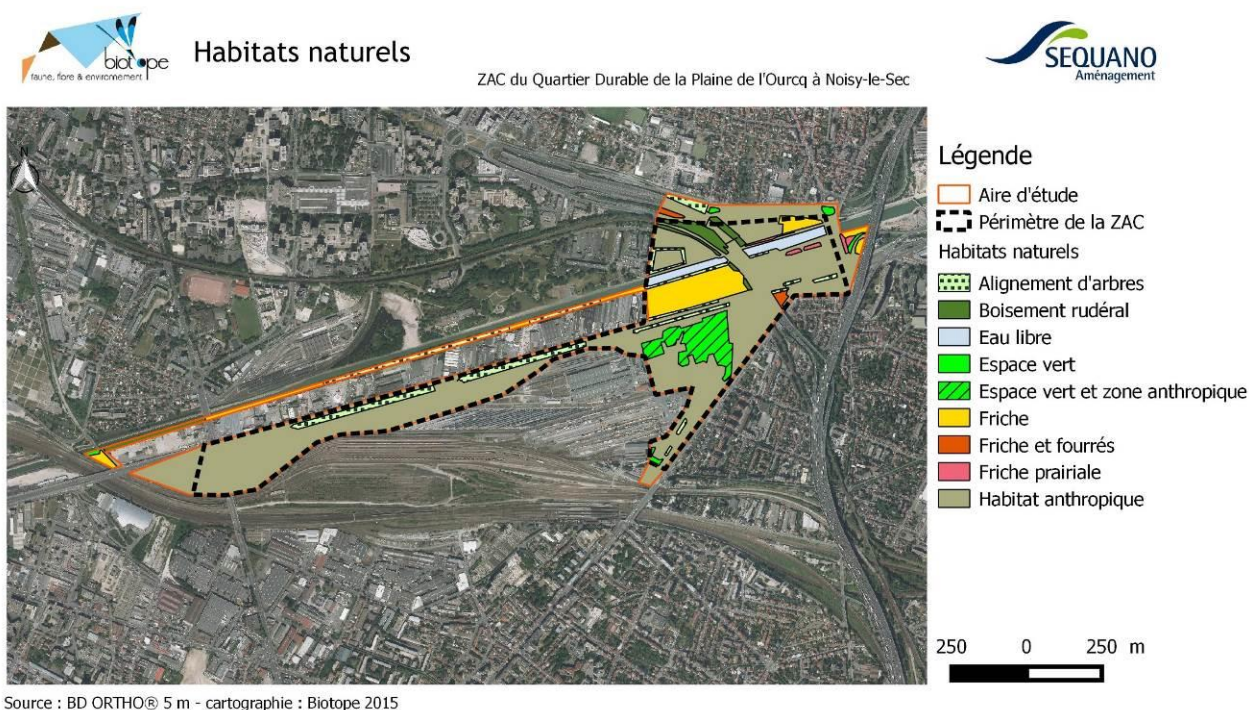 biotope
faune, flore & environnement
Habitats naturels
ZAC du Quartier Durable de la Plaine de l'Ourcq à Noisy-le-Sec
SEQUANO
Aménagement
N
Légende
Aire d'étude
Périmètre de la ZAC
Habitats naturels
Alignement d'arbres
Boisement rudéral
Eau libre
Espace vert
Espace vert et zone anthropique
Friche
Friche et fourrés
Friche prairiale
Habitat anthropique
250 0 250 m
Source : BD ORTHO® 5 m - cartographie : Biotope 2015